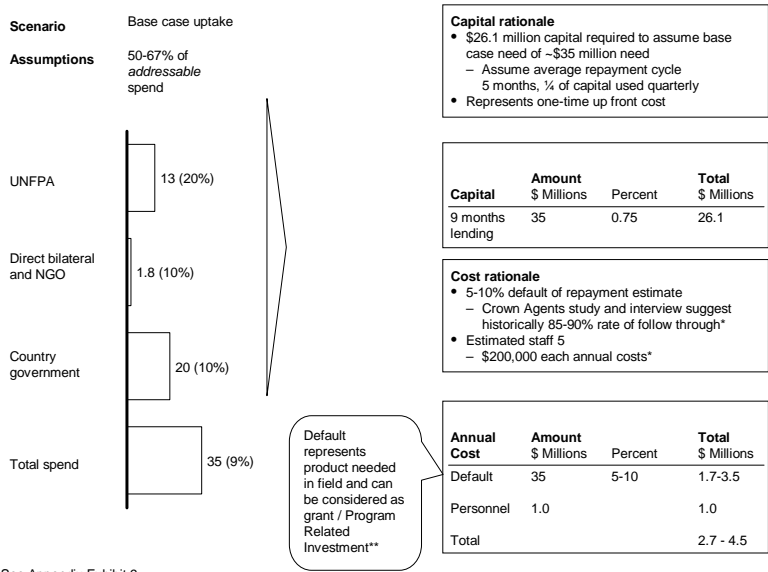 Scenario
Base case uptake
Assumptions
50-67% of
addressable
spend
UNFPA
13 (20%)
Direct bilateral
and NGO
1.8 (10%)
Country
government
20 (10%)
Total spend
35 (9%)
Capital rationale
• $26.1 million capital required to assume base
case need of ~$35 million need
– Assume average repayment cycle
5 months, ¼ of capital used quarterly
• Represents one-time up front cost
Amount Total
Capital $ Millions Percent $ Millions
9 months 35 0.75 26.1
lending
Cost rationale
• 5-10% default of repayment estimate
– Crown Agents study and interview suggest
historically 85-90% rate of follow through*
• Estimated staff 5
– $200,000 each annual costs*
Default
represents
product needed
in field and can
be considered as
grant / Program
Related
Investment**
Annual Amount Total
Cost $ Millions Percent $ Millions
Default 35 5-10 1.7-3.5
Personnel 1.0 1.0
Total 2.7 - 4.5